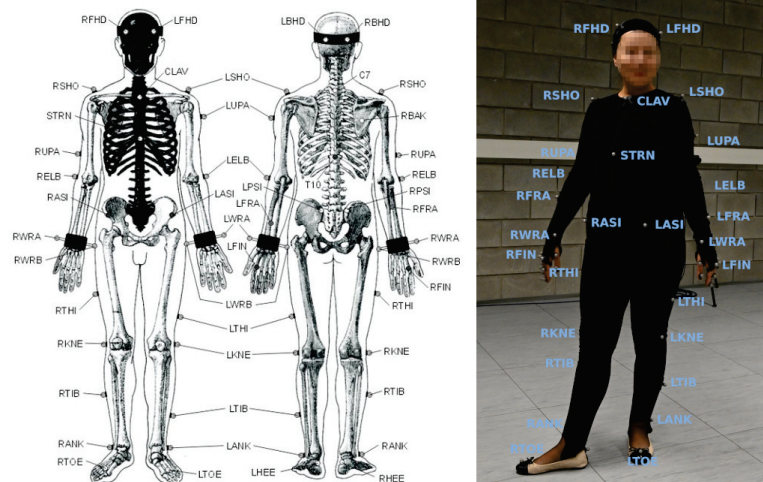 RFHD
LFHD
CLAV
RSHO
LSHO
STRN
LUPA
RUPA
LELB
RELB
RASI
LASI
LPSI
LFRA
LWRA
RWRA
RWRB
LFIN
LWRB
RTHI
LTHI
RKNE
LKNE
RTIB
LTIB
RANK
LANK
RTOE
LTOE
LBHD
RBHD
C7
RSHO
RBAK
RUPA
RELB
T10
RPSI
RFRA
RWRA
RWRB
RFIN
RTHI
RKNE
RTIB
RANK
LHEE
RHEE
RFHD
LFHD
RSHO
LSHO
CLAV
LUPA
RUPA
STRN
RELB
LELB
RFRA
LFRA
RASI
LASI
RWRA
LWRA
RFIN
LFIN
RTHI
LTHI
RKNE
LKNE
RTIB
LTIB
LANK
LTOE